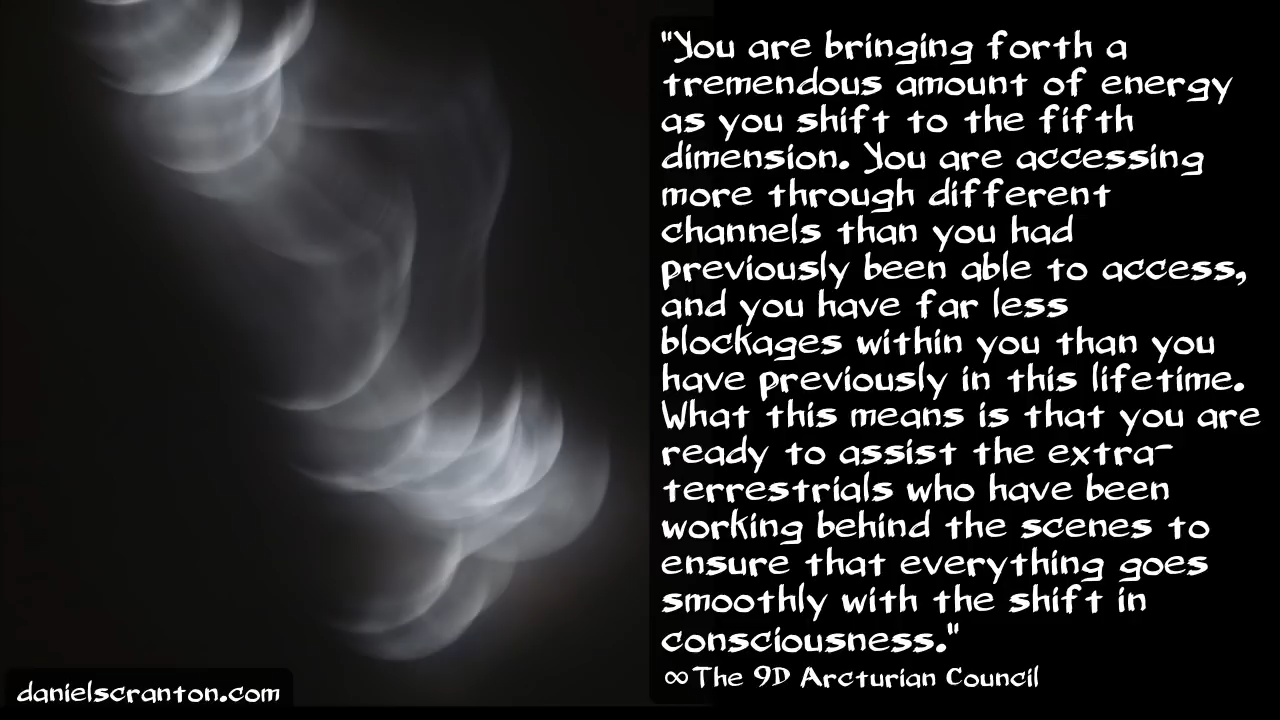 "You are bringing forth a
tremendous amount of energy
as you shift to the fifth
dimension. You are accessing
more through different
channels than you had
previously been able to access,
and you have far less
blockages within you than you
have previously in this lifetime.
What this means is that you are
ready to assist the extra-
terrestrials who have been
working behind the scenes to
ensure that everything goes
smoothly with the shift in
consciousness."
∞The 9D Arcturian Council
danielscranton.com